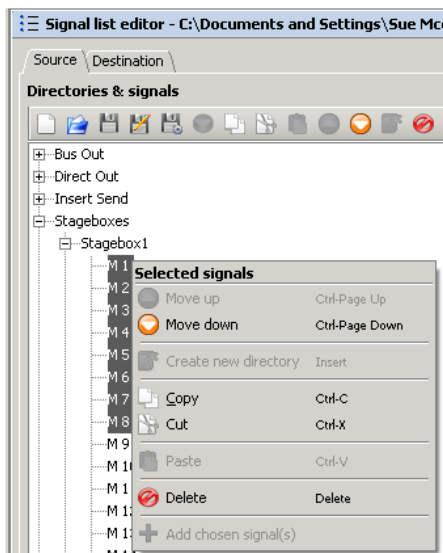 Signal list editor - C:\Documents and Settings\Sue
Source Destination
Directories & signals
Bus Out
Direct Out
Insert Send
Stageboxes
Stagebox1
M 1
Selected signals
M 2
Move up Ctrl-Page Up
M 3
M 4
Move down Ctrl-Page Down
M 5
Create new directory Insert
M 6
M 7
Copy Ctrl-C
M 8
Cut Ctrl-X
M 9
Paste Ctrl-V
Delete Delete
Add chosen signal(s)